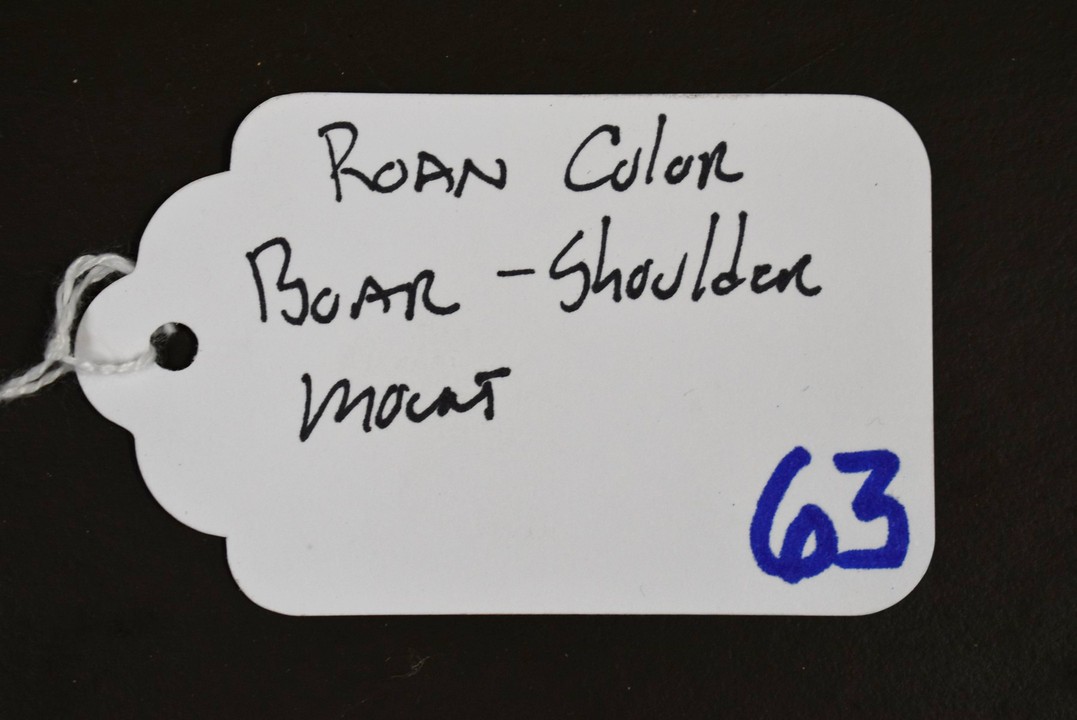 Roan Color
Boar - Shoulder
mount
63